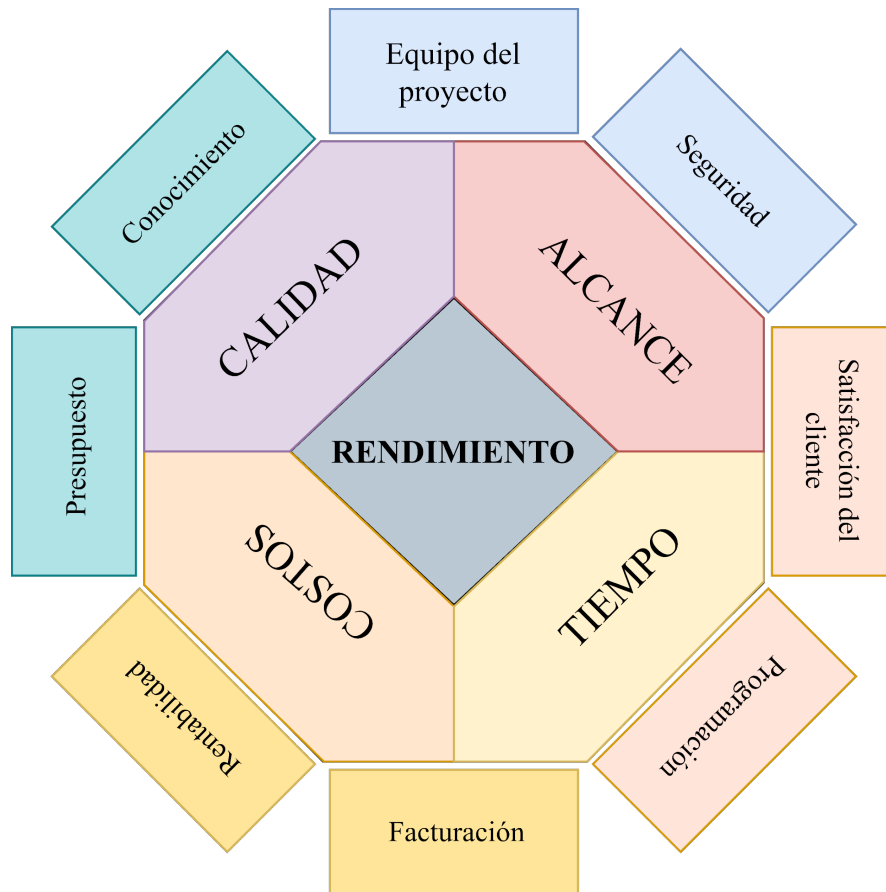 Equipo del
proyecto
Conocimiento
Seguridad
CALIDAD
ALCANCE
Presupuesto
RENDIMIENTO
Satisfacción del
cliente
COSTOS
TIEMPO
Rentabilidad
Programación
Facturación